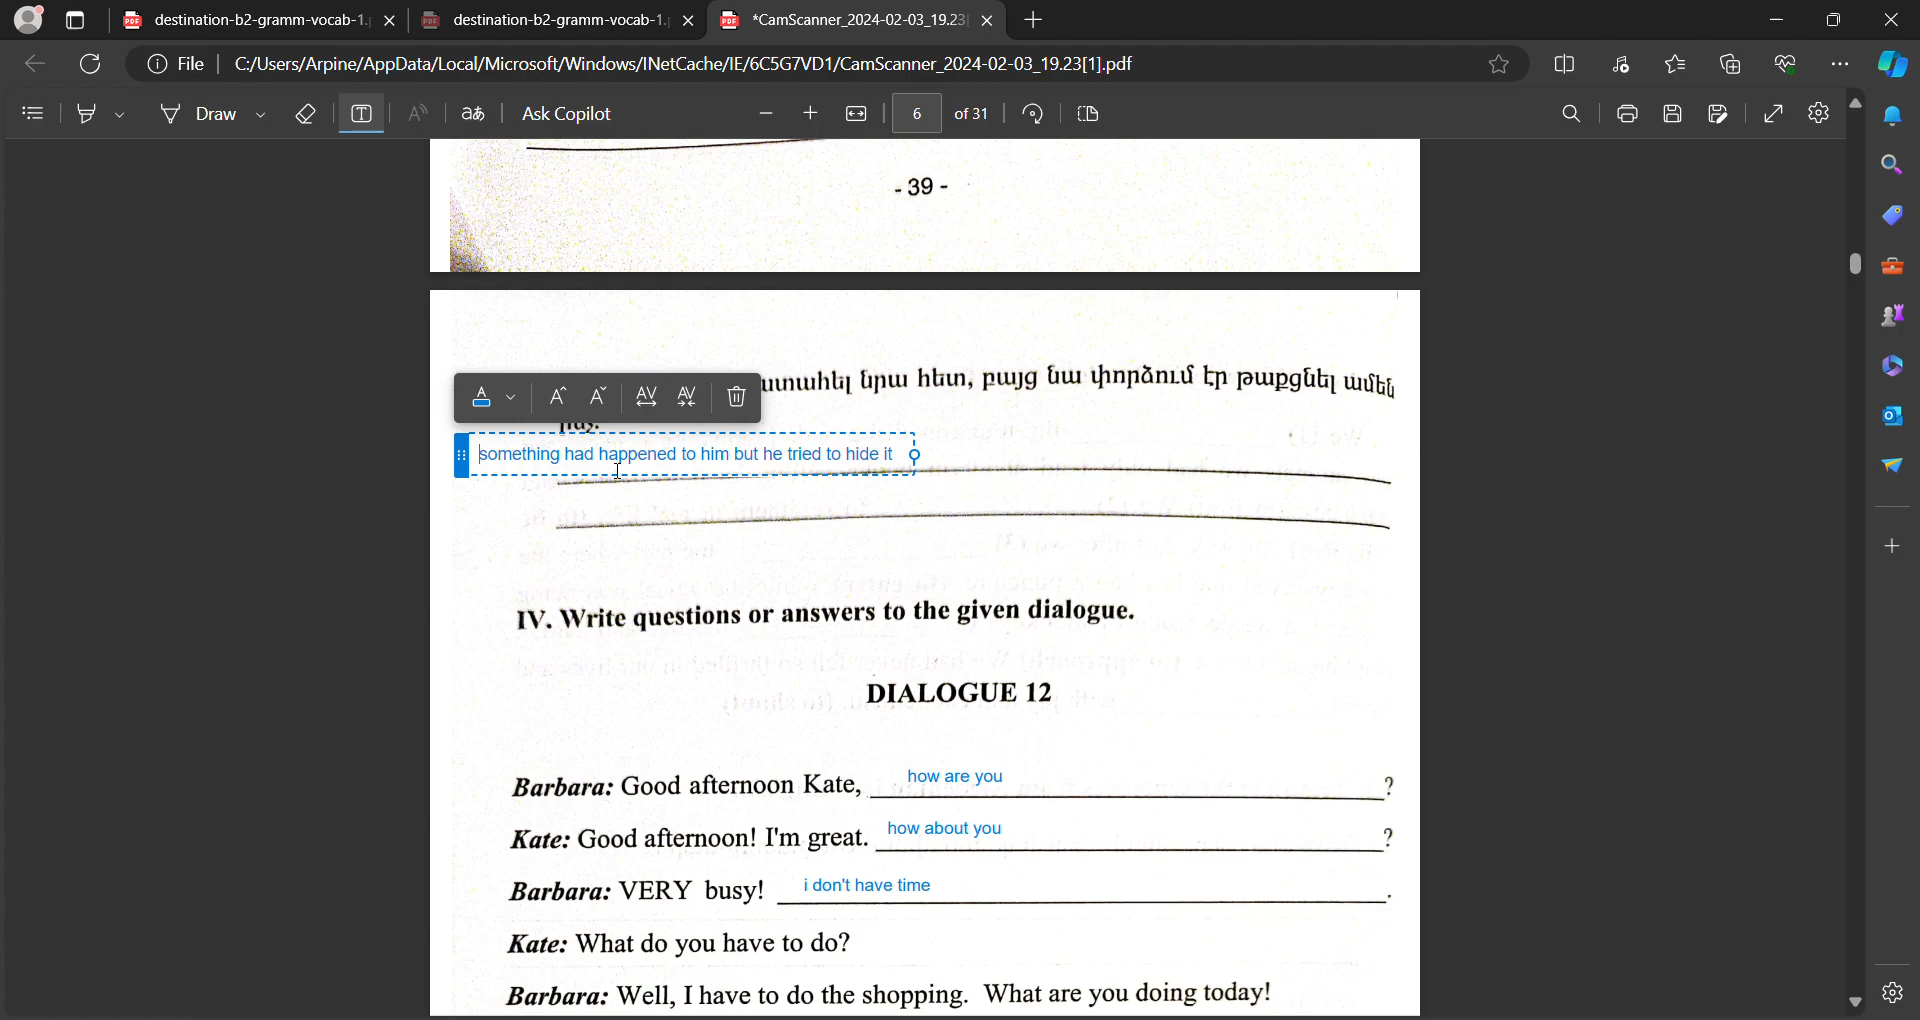 destination-b2-gramm-vocab-1.
destination-b2-gramm-vocab-1.
*CamScanner_2024-02-03_19.23
File
C:/Users/Arpine/AppData/Local/Microsoft/Windows/INetCache/IE/6C5G7VD1/CamScanner_2024-02-03_19.23[1].pdf
Draw
Ask Copilot
6 of 31
- 39 -
նրա հետ, բայց նա փորձում էր թաքցնել ամեն
something had happened to him but he tried to hide it
IV. Write questions or answers to the given dialogue.
DIALOGUE 12
Barbara: Good afternoon Kate, how are you ?
Kate: Good afternoon! I'm great. how about you ?
Barbara: VERY busy! i don't have time .
Kate: What do you have to do?
Barbara: Well, I have to do the shopping. What are you doing today!